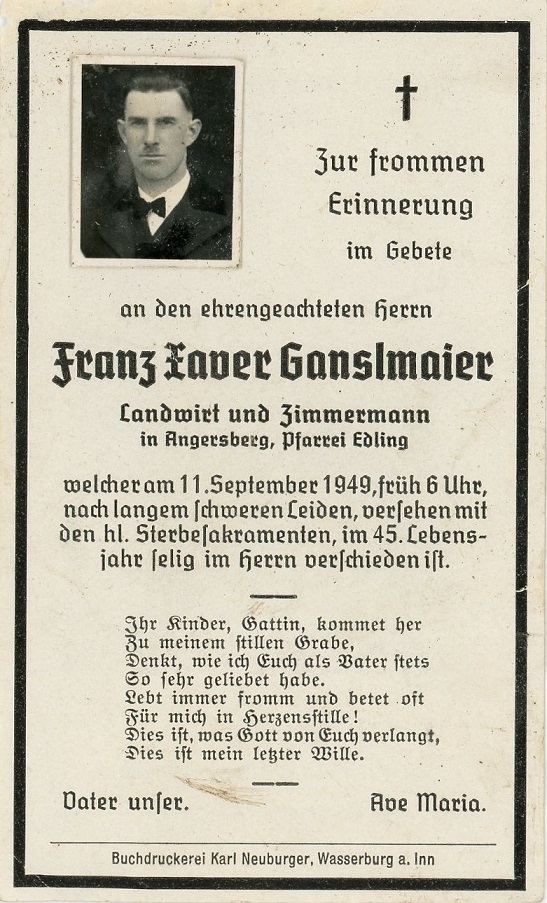 Zur frommen
Erinnerung
im Gebete
an den ehrengeachteten Herrn
Franz Xaver Ganslmaier
Landwirt und Zimmermann
in Angersberg, Pfarrei Edling
welcher am 11. September 1949, früh 6 Uhr,
nach langem schweren Leiden, versehen mit
den hl. Sterbesakramenten, im 45. Lebens-
jahr selig im Herrn verschieden ist.
Ihr Kinder, Gattin, kommet her
Zu meinem stillen Grabe,
Denkt, wie ich Euch als Vater stets
So sehr geliebet habe.
Lebt immer fromm und betet oft
Für mich in Herzensstille!
Dies ist, was Gott von Euch verlangt,
Dies ist mein letzter Wille.
Vater unser. Ave Maria.
Buchdruckerei Karl Neuburger, Wasserburg a. Inn